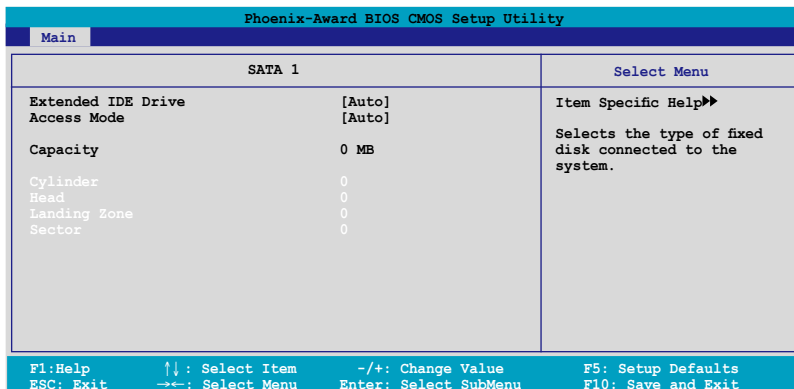 Phoenix-Award BIOS CMOS Setup Utility
Main
SATA 1
Select Menu
Extended IDE Drive [Auto]
Access Mode [Auto]
Capacity 0 MB
Cylinder 0
Head 0
Landing Zone 0
Sector 0
Item Specific Help▶▶
Selects the type of fixed
disk connected to the
system.
F1:Help ↑↓ : Select Item -/+: Change Value F5: Setup Defaults
ESC: Exit →←: Select Menu Enter: Select SubMenu F10: Save and Exit